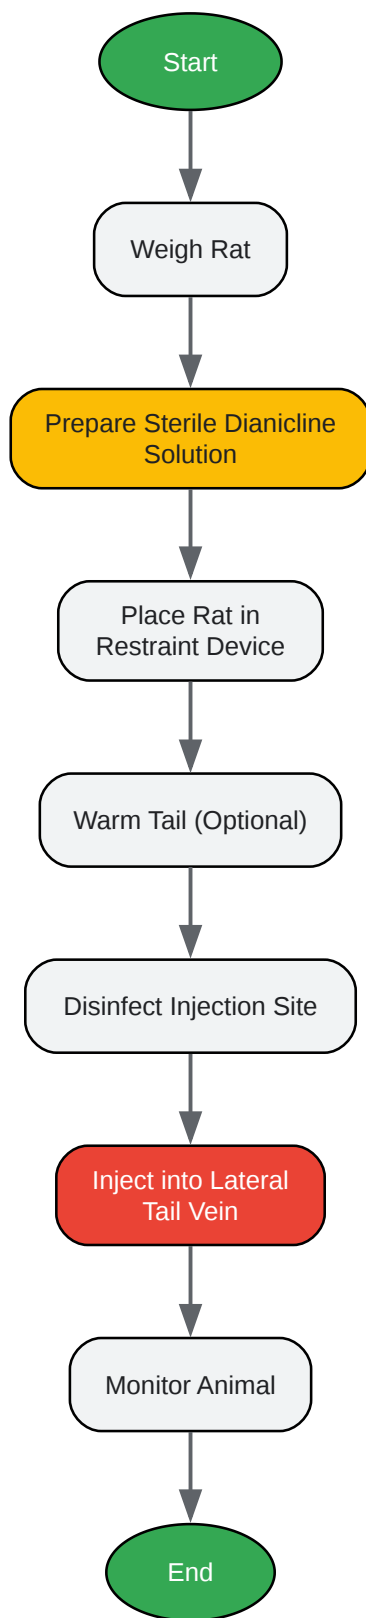 Start
Weigh Rat
Prepare Sterile Dianicline
Solution
Place Rat in
Restraint Device
Warm Tail (Optional)
Disinfect Injection Site
Inject into Lateral
Tail Vein
Monitor Animal
End